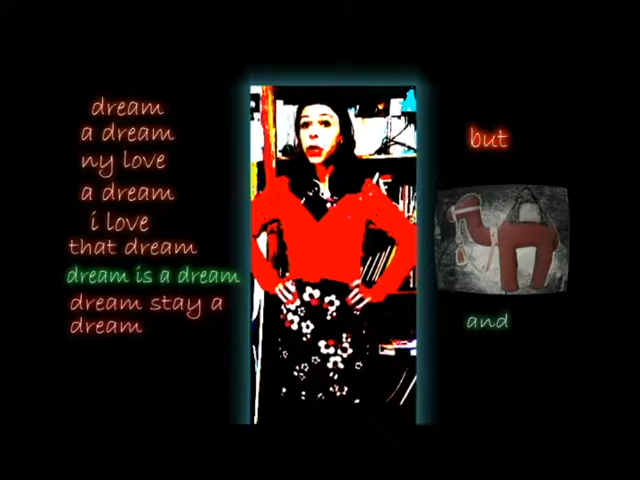 dream
a dream
ny love
a dream
i love
that dream
dream is a dream
dream stay a
dream
but
and